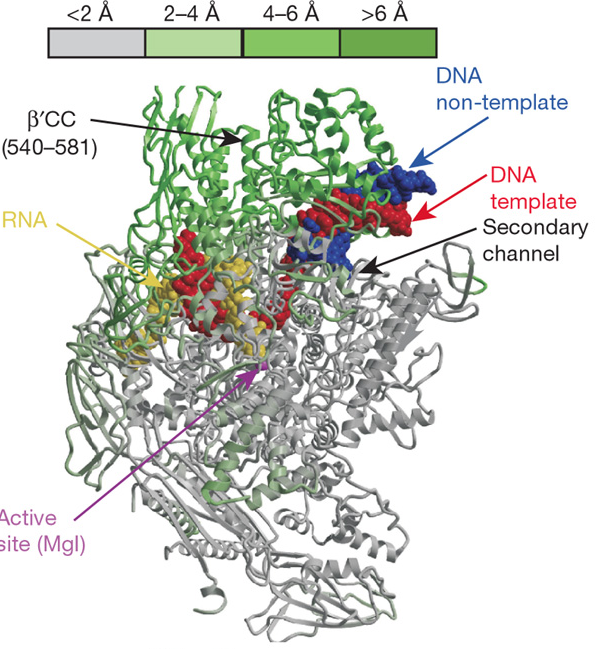 <2 Å 2–4 Å 4–6 Å >6 Å
DNA
non-template
β′CC
(540–581)
DNA
template
RNA
Secondary
channel
Active
site (MgI)